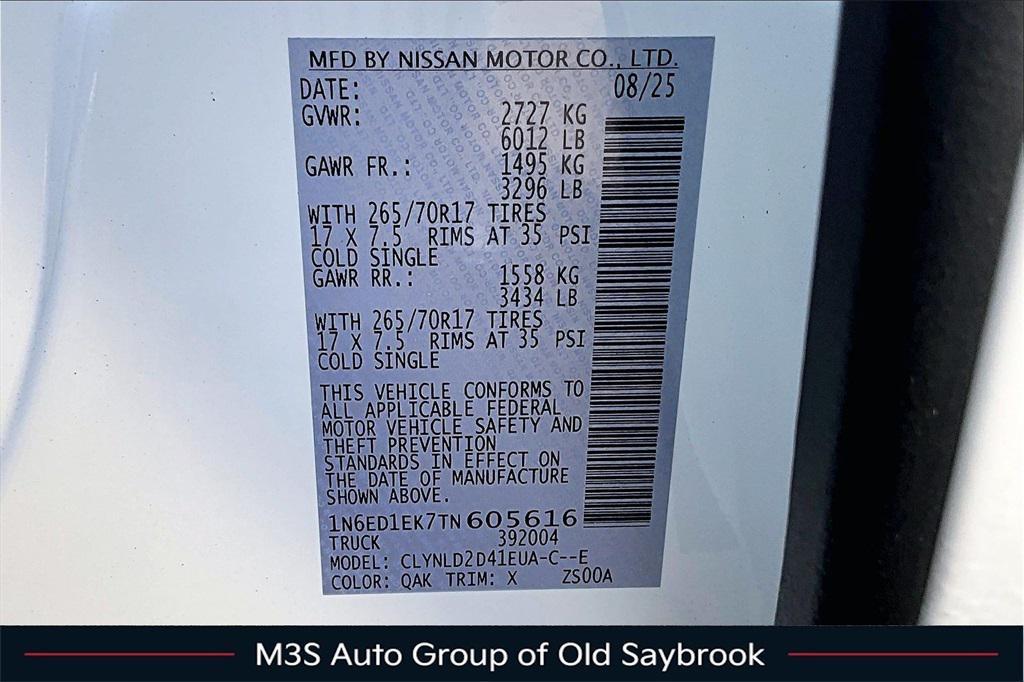 MFD BY NISSAN MOTOR CO., LTD.
DATE: 08/25
GVWR: 2727 KG
6012 LB
GAWR FR.: 1495 KG
3296 LB
WITH 265/70R17 TIRES
17 X 7.5 RIMS AT 35 PSI
COLD SINGLE
GAWR RR.: 1558 KG
3434 LB
WITH 265/70R17 TIRES
17 X 7.5 RIMS AT 35 PSI
COLD SINGLE
THIS VEHICLE CONFORMS TO
ALL APPLICABLE FEDERAL
MOTOR VEHICLE SAFETY AND
THEFT PREVENTION
STANDARDS IN EFFECT ON
THE DATE OF MANUFACTURE
SHOWN ABOVE.
1N6ED1EK7TN605616
TRUCK 392004
MODEL: CLYNLD2D41EUA-C--E
COLOR: QAK TRIM: X ZS00A
M3S Auto Group of Old Saybrook